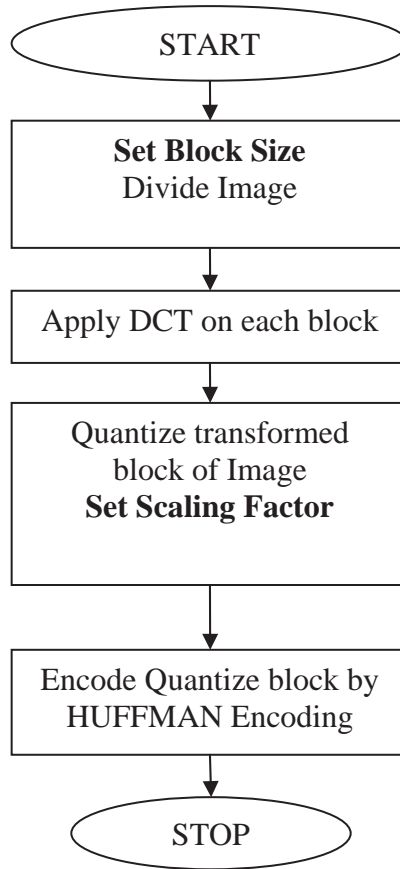 START
Set Block Size
Divide Image
Apply DCT on each block
Quantize transformed
block of Image
Set Scaling Factor
Encode Quantize block by
HUFFMAN Encoding
STOP